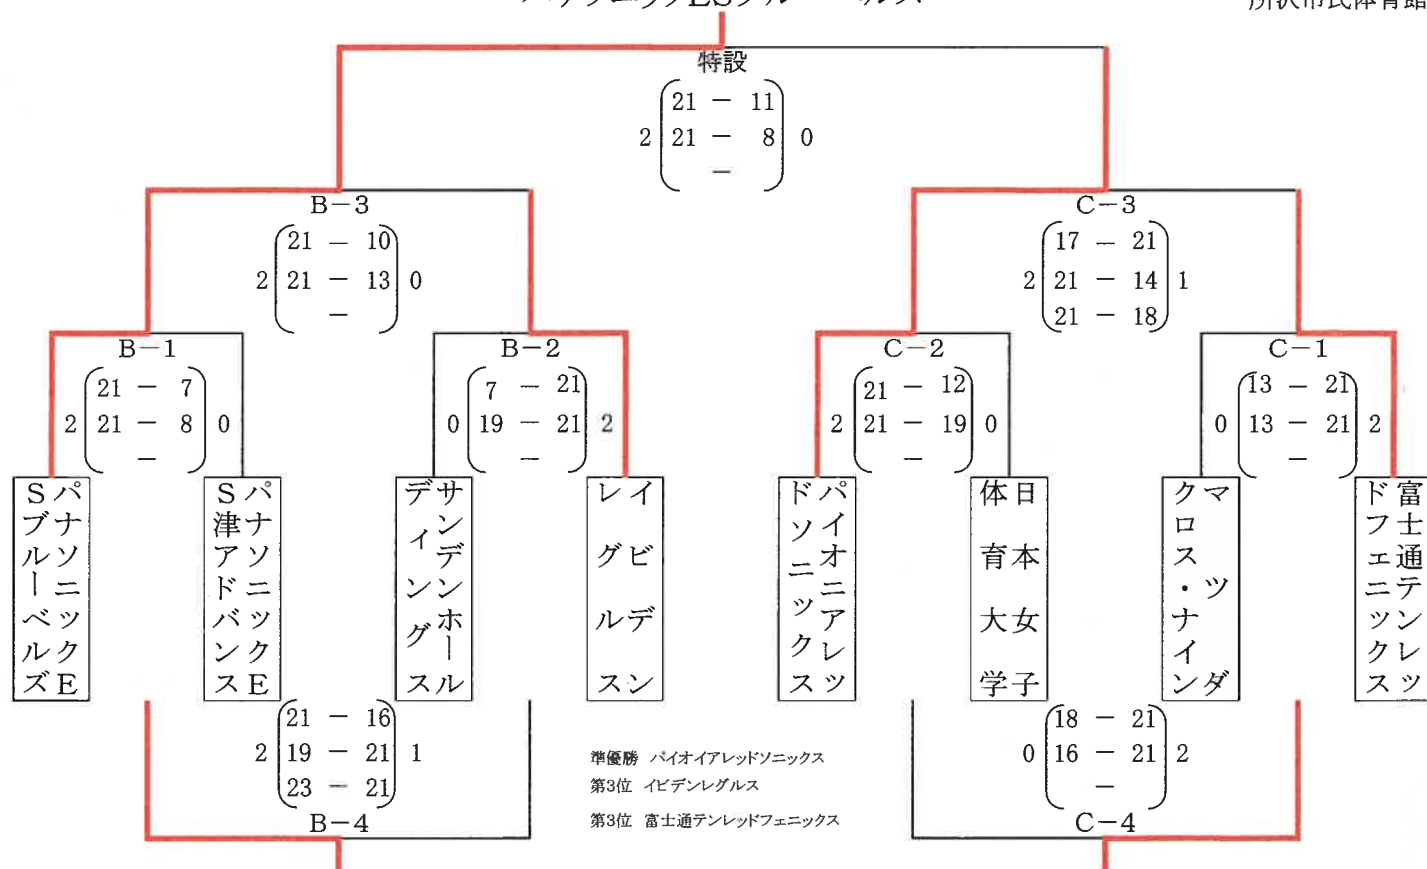 特設
21 － 11
2 21 － 8 0
－
B－3
21 － 10
2 21 － 13 0
－
C－3
17 － 21
2 21 － 14 1
21 － 18
B－1
21 － 7
2 21 － 8 0
－
B－2
7 － 21
0 19 － 21 2
－
C－2
21 － 12
2 21 － 19 0
－
C－1
13 － 21
0 13 － 21 2
－
パナソニックE
Sブルーベルズ
パナソニックE
S津アドバンス
サンデンホール
ディングス
イビデン
レグルス
パイオニアレッ
ドソニックス
日本女子
体育大学
マツダ
クロス・ナイン
富士通テンレッ
ドフェニックス
21 － 16
2 19 － 21 1
23 － 21
B－4
準優勝 パイオイアレッドソニックス
第3位 イビデンレグルス
第3位 富士通テンレッドフェニックス
18 － 21
0 16 － 21 2
－
C－4